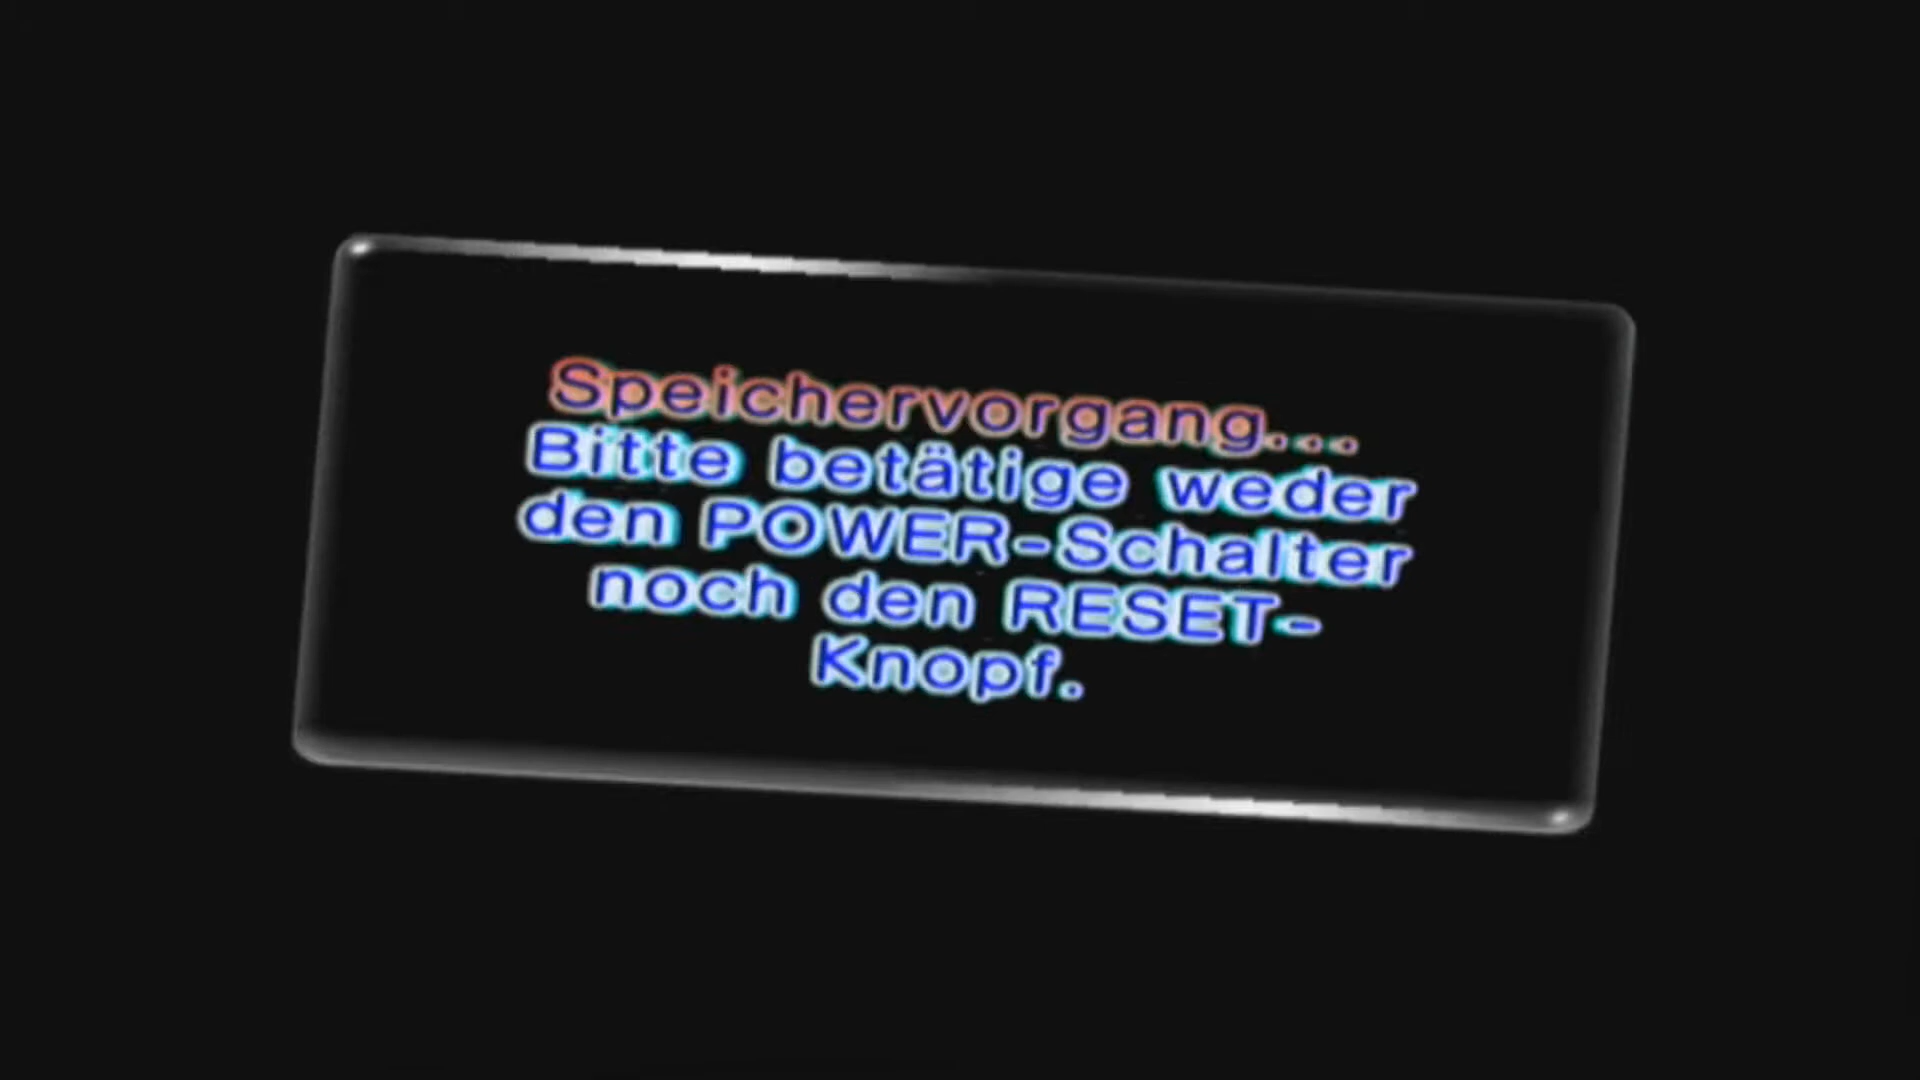 Speichervorgang...
Bitte betätige weder
den POWER-Schalter
noch den RESET-
Knopf.